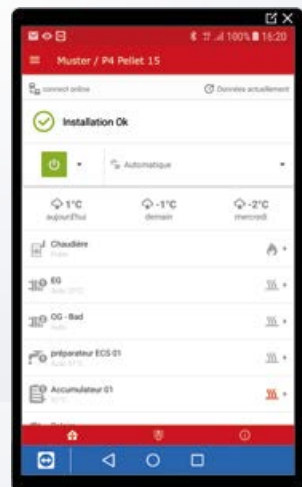 100% 16:20
Muster / P4 Pellet 15
connect online
Données actuellement
Installation Ok
Automatique
1°C
-1°C
-2°C
aujourd'hui
demain
mercredi
Chaudière
EG
OG - Bad
préparateur ECS 01
Accumulateur 01